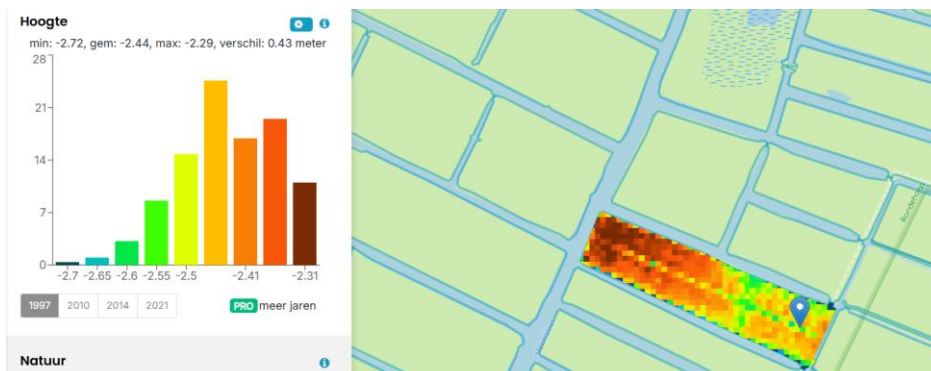 Hoogte
min: -2.72, gem: -2.44, max: -2.29, verschil: 0.43 meter
28
21
14
7
0
-2.7 -2.65 -2.6 -2.55 -2.5 -2.41 -2.31
1997 2010 2014 2021 PRO meer jaren
Natuur